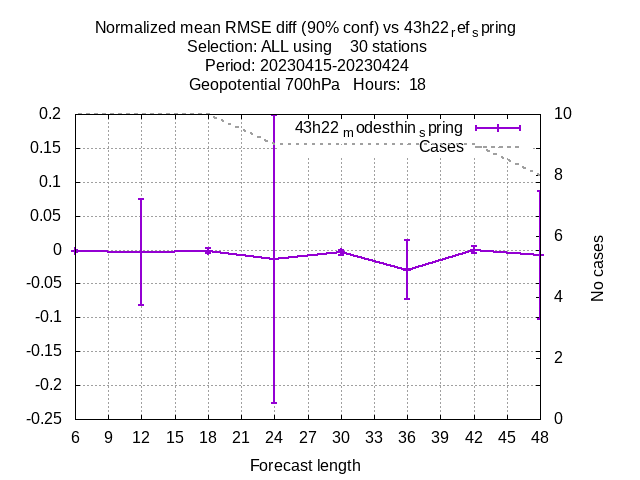 Normalized mean RMSE diff (90% conf) vs 43h22refspring
Selection: ALL using 30 stations
Period: 20230415-20230424
Geopotential 700hPa Hours: 18
43h22modesthinspring
Cases
0.2
0.15
0.1
0.05
0
-0.05
-0.1
-0.15
-0.2
-0.25
10
8
6
4
2
0
No cases
6 9 12 15 18 21 24 27 30 33 36 39 42 45 48
Forecast length